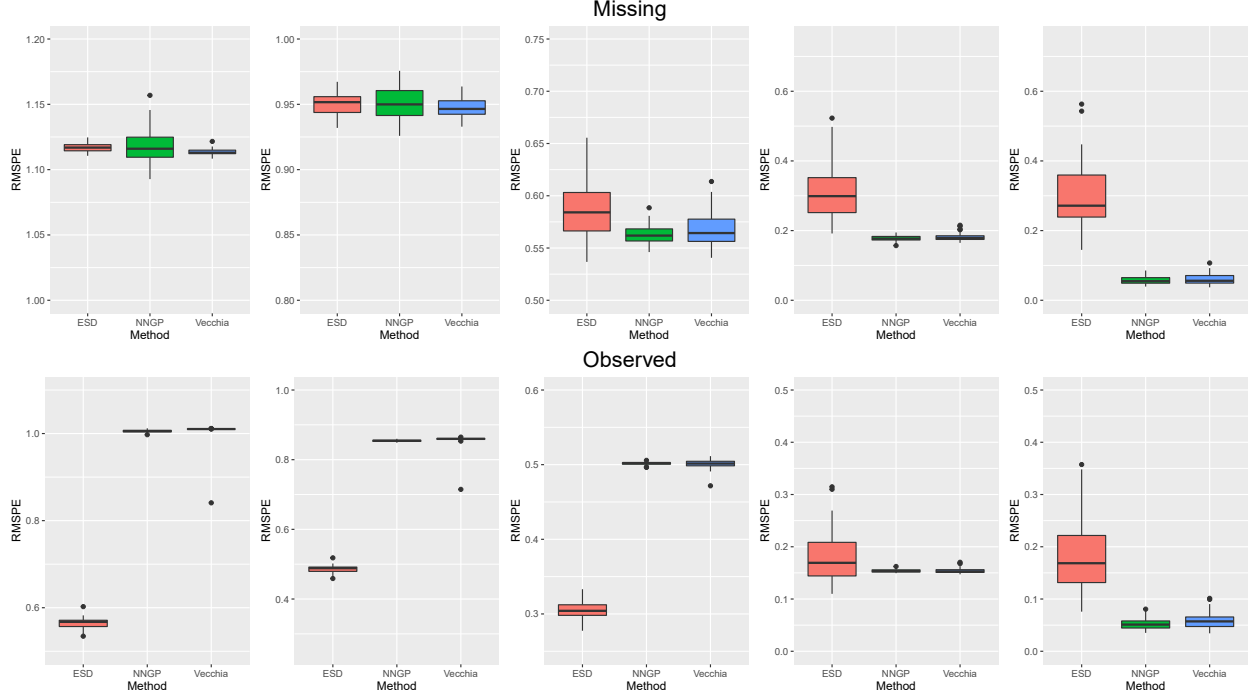 Missing
RMSPE
1.20
1.15
1.10
1.05
1.00
ESD NNGP Vecchia
Method
RMSPE
1.00
0.95
0.90
0.85
0.80
ESD NNGP Vecchia
Method
RMSPE
0.75
0.70
0.65
0.60
0.55
0.50
ESD NNGP Vecchia
Method
RMSPE
0.6
0.4
0.2
0.0
ESD NNGP Vecchia
Method
RMSPE
0.6
0.4
0.2
0.0
ESD NNGP Vecchia
Method
Observed
RMSPE
1.0
0.8
0.6
ESD NNGP Vecchia
Method
RMSPE
1.0
0.8
0.6
0.4
ESD NNGP Vecchia
Method
RMSPE
0.6
0.5
0.4
0.3
ESD NNGP Vecchia
Method
RMSPE
0.5
0.4
0.3
0.2
0.1
0.0
ESD NNGP Vecchia
Method
RMSPE
0.5
0.4
0.3
0.2
0.1
0.0
ESD NNGP Vecchia
Method